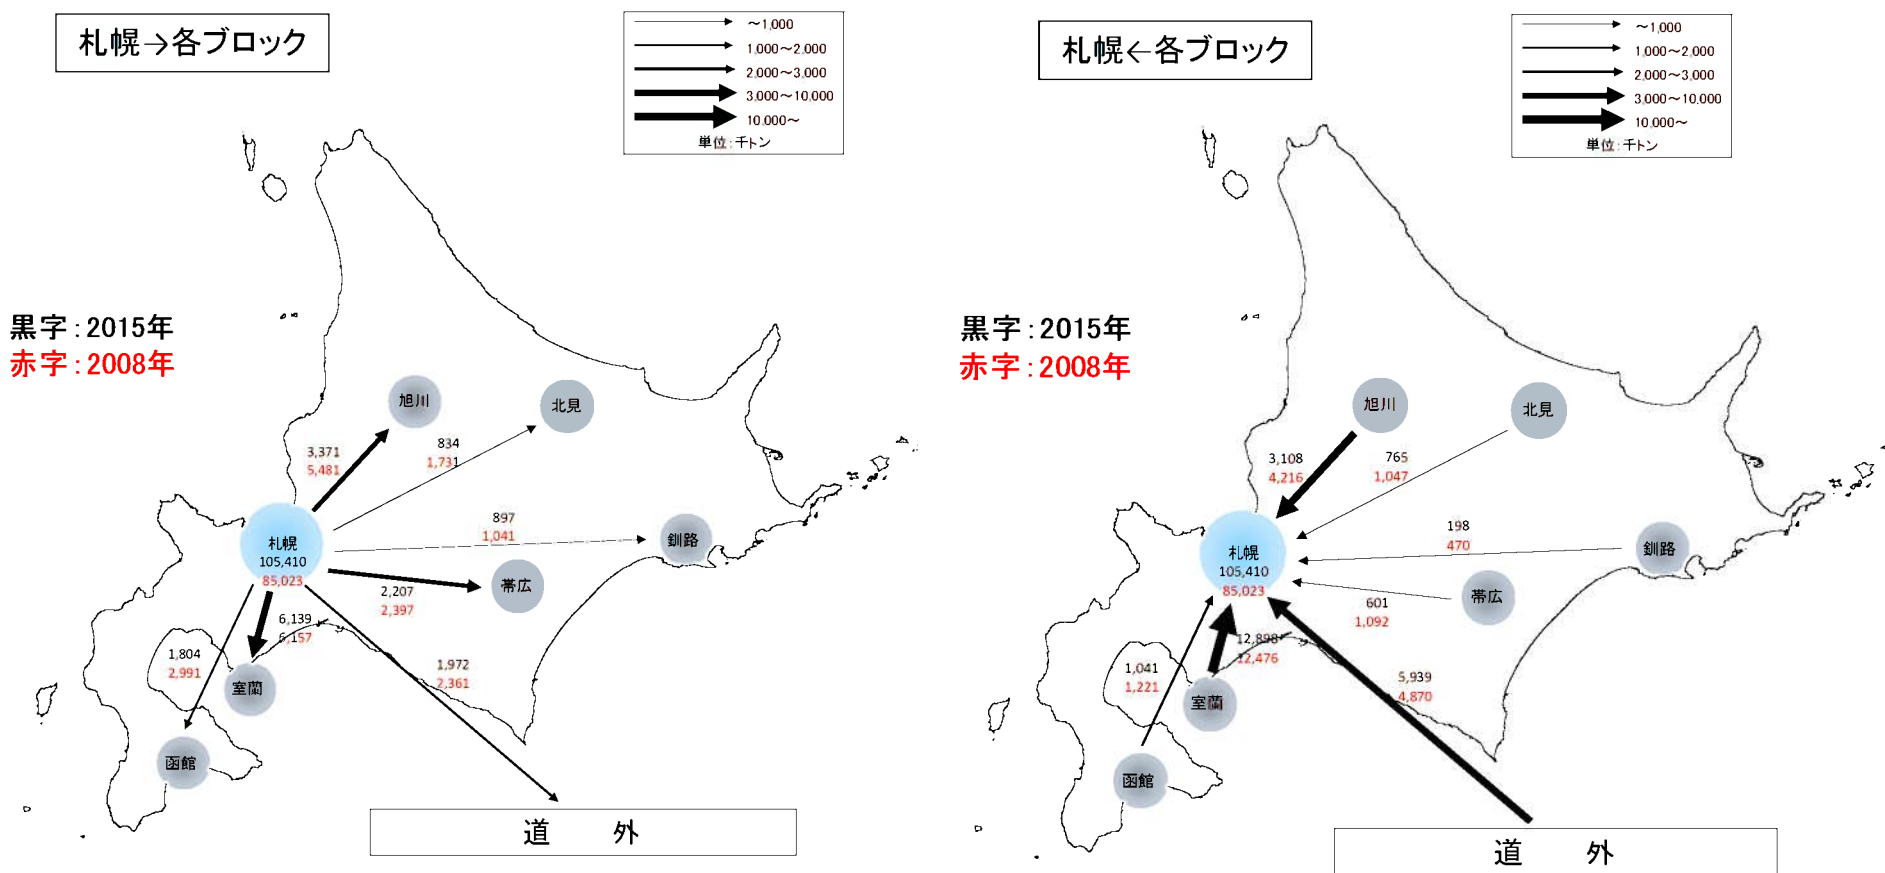 札幌→各ブロック
～1,000
1,000～2,000
2,000～3,000
3,000～10,000
10,000～
単位：千トン
黒字：2015年
赤字：2008年
旭川
北見
3,371
5,481
834
1,731
897
1,041
釧路
札幌
105,410
85,023
帯広
2,207
2,397
6,139
6,157
1,804
2,991
室蘭
1,972
2,361
函館
道　外
札幌←各ブロック
～1,000
1,000～2,000
2,000～3,000
3,000～10,000
10,000～
単位：千トン
黒字：2015年
赤字：2008年
旭川
北見
3,108
4,216
765
1,047
198
470
釧路
札幌
105,410
85,023
帯広
601
1,092
12,898
12,476
1,041
1,221
室蘭
5,939
4,870
函館
道　外